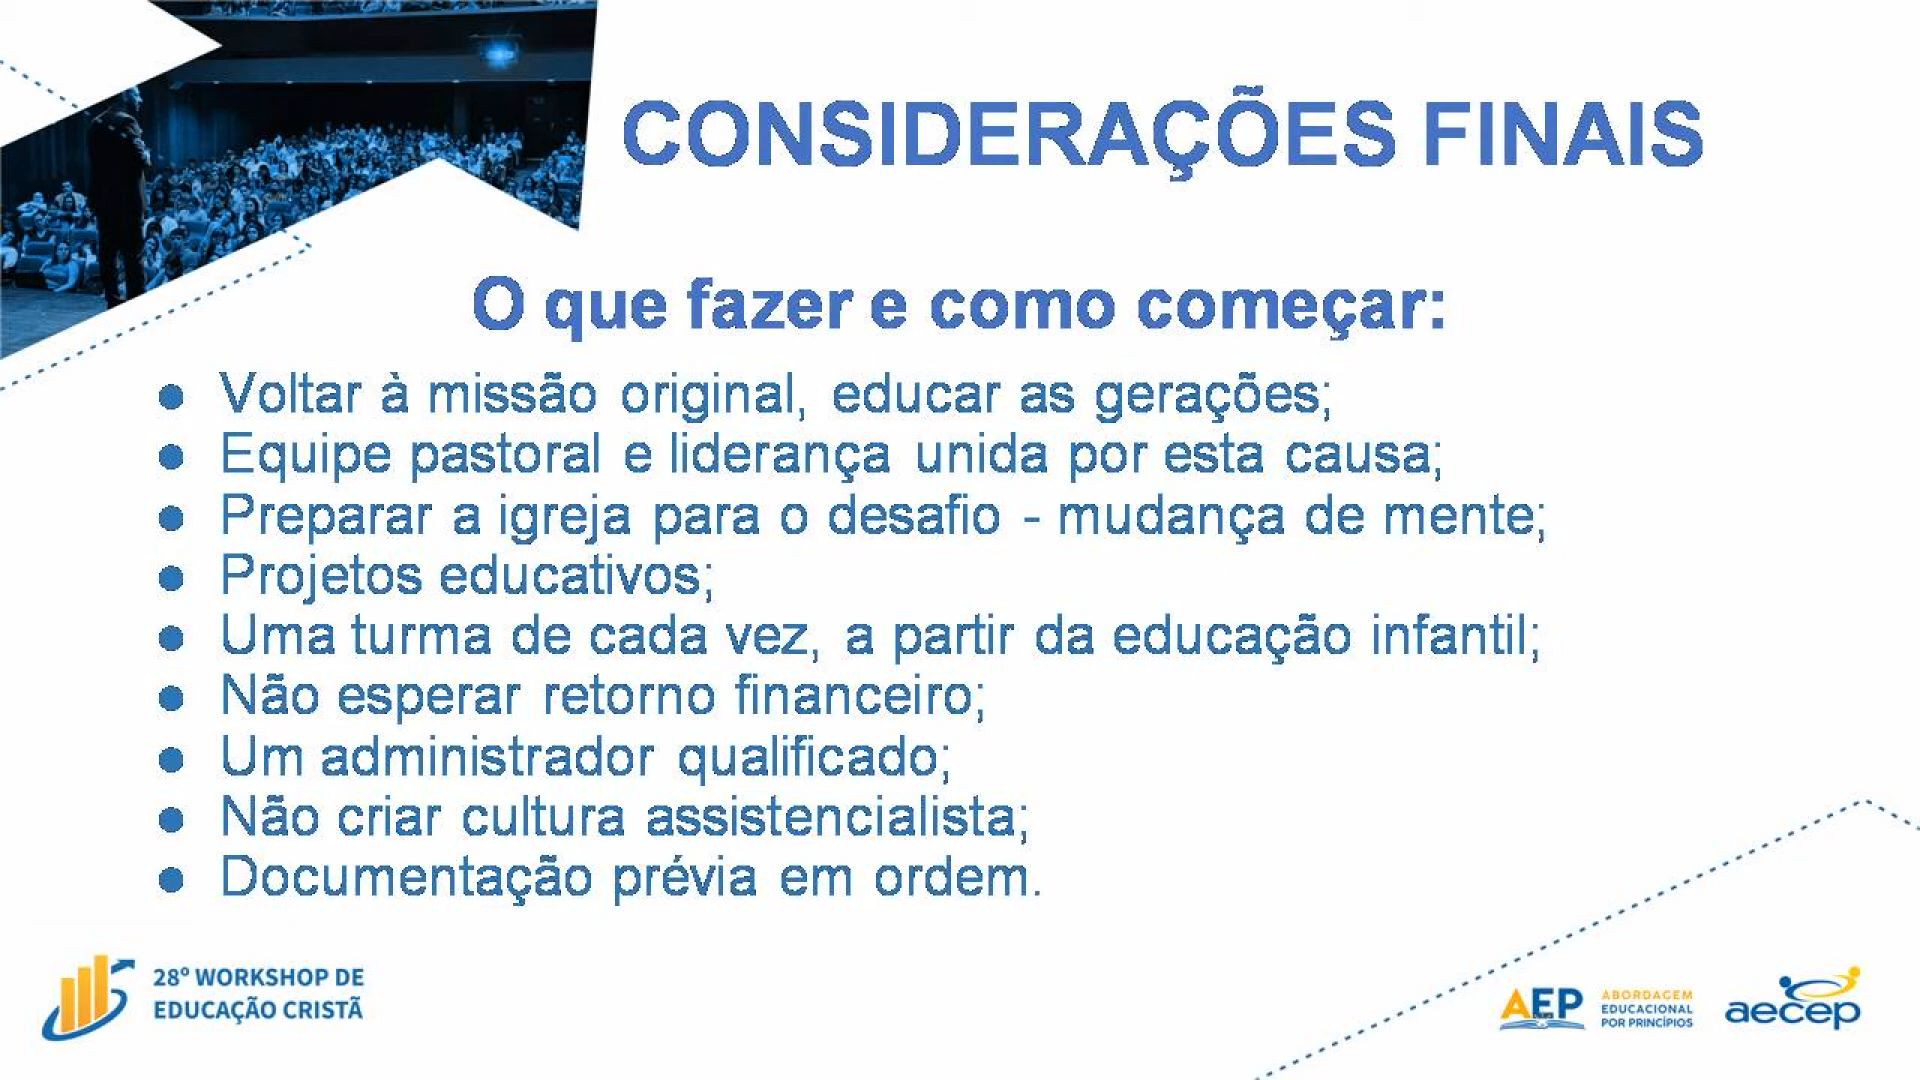 CONSIDERAÇÕES FINAIS
O que fazer e como começar:
● Voltar à missão original, educar as gerações;
● Equipe pastoral e liderança unida por esta causa;
● Preparar a igreja para o desafio - mudança de mente;
● Projetos educativos;
● Uma turma de cada vez, a partir da educação infantil;
● Não esperar retorno financeiro;
● Um administrador qualificado;
● Não criar cultura assistencialista;
● Documentação prévia em ordem.
28º WORKSHOP DE
EDUCAÇÃO CRISTÃ
AEP
ABORDAGEM
EDUCACIONAL
POR PRINCÍPIOS
aecep